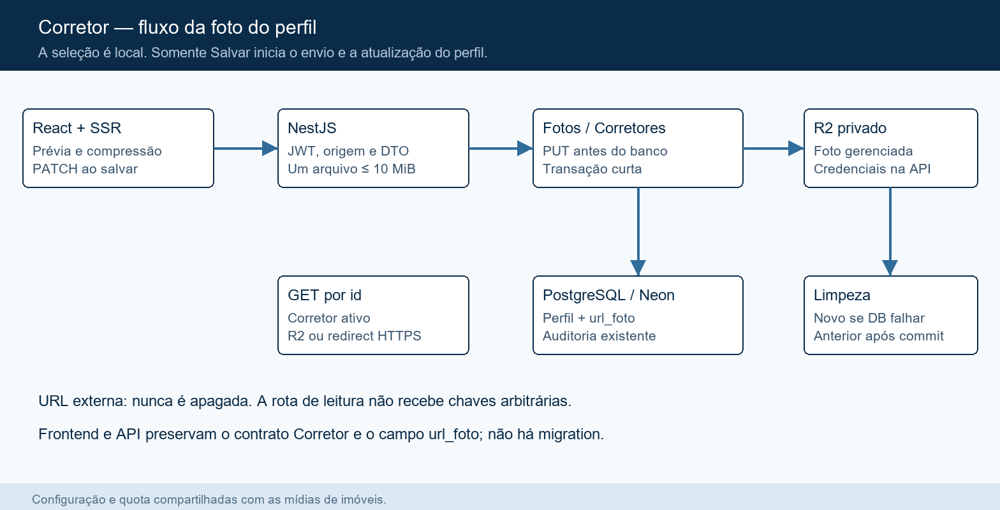 Corretor — fluxo da foto do perfil
A seleção é local. Somente Salvar inicia o envio e a atualização do perfil.
React + SSR
Prévia e compressão
PATCH ao salvar
NestJS
JWT, origem e DTO
Um arquivo ≤ 10 MiB
Fotos / Corretores
PUT antes do banco
Transação curta
R2 privado
Foto gerenciada
Credenciais na API
GET por id
Corretor ativo
R2 ou redirect HTTPS
PostgreSQL / Neon
Perfil + url_foto
Auditoria existente
Limpeza
Novo se DB falhar
Anterior após commit
URL externa: nunca é apagada. A rota de leitura não recebe chaves arbitrárias.
Frontend e API preservam o contrato Corretor e o campo url_foto; não há migration.
Configuração e quota compartilhadas com as mídias de imóveis.